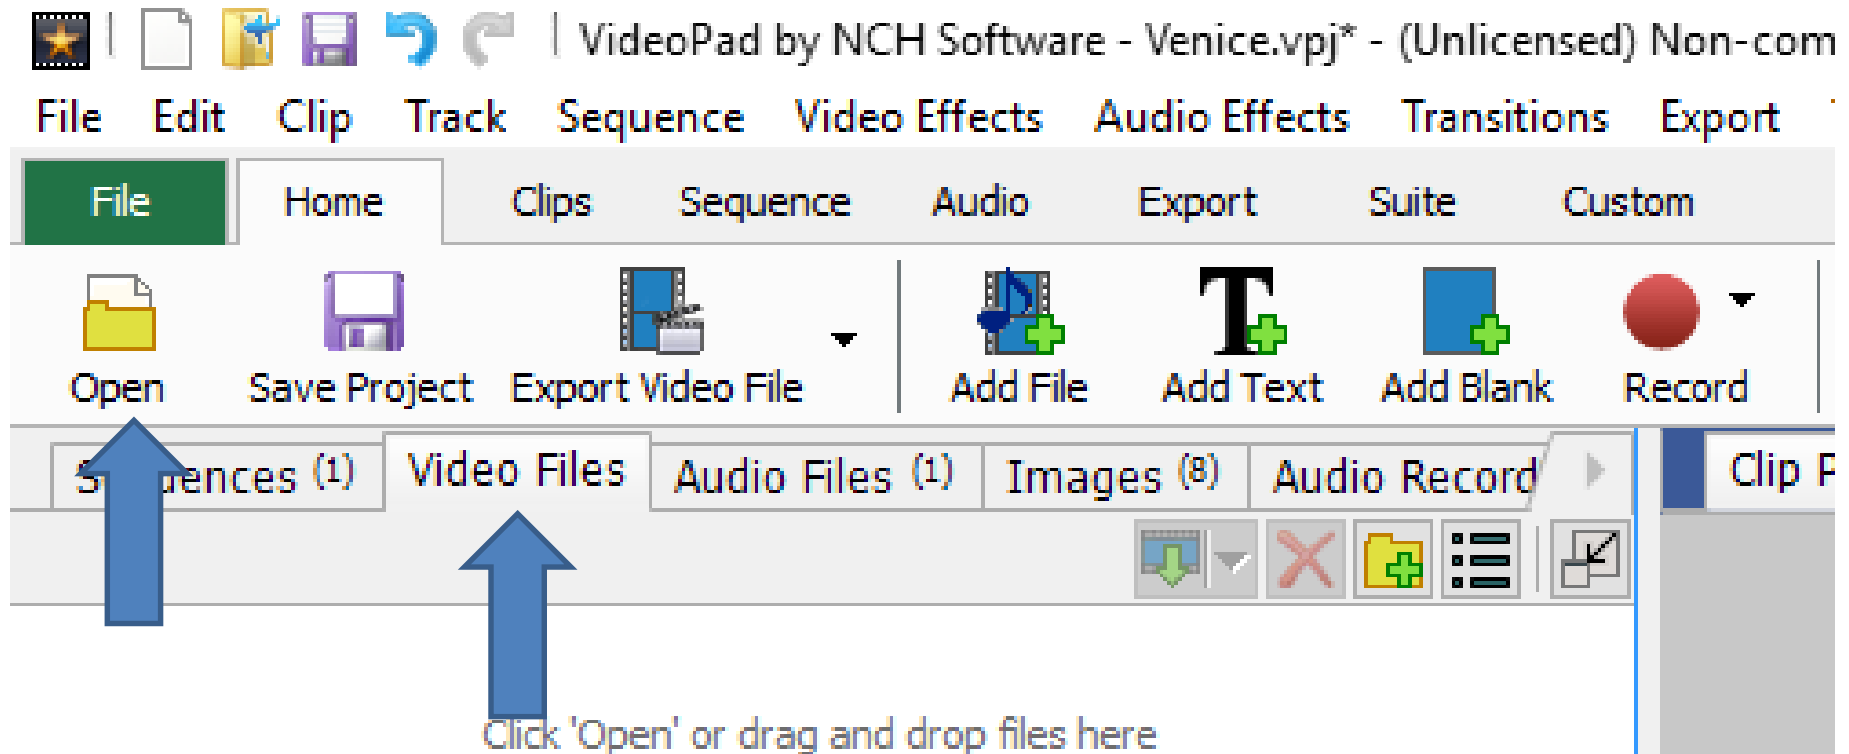 VideoPad by NCH Software - Venice.vpj* - (Unlicensed) Non-com
File Edit Clip Track Sequence Video Effects Audio Effects Transitions Export
File Home Clips Sequence Audio Export Suite Custom
Open Save Project Export Video File Add File Add Text Add Blank Record
(1) Video Files Audio Files (1) Images (8) Audio Record Clip P
Click 'Open' or drag and drop files here